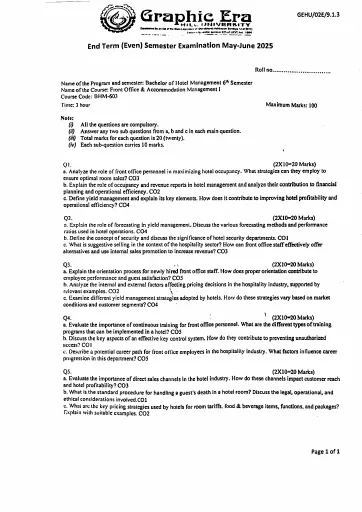 GEHU/02E/9.1.3
Graphic Era
HILL UNIVERSITY
End Term (Even) Semester Examination May-June 2025
Roll no.............................
Name of the Program and semester: Bachelor of Hotel Management 6th Semester
Name of the Course: Front Office & Accommodation Management I
Course Code: BHM-603
Time: 3 hour Maximum Marks: 100
Note:
(i) All the questions are compulsory.
(ii) Answer any two sub questions from a, b and c in each main question.
(iii) Total marks for each question is 20 (twenty).
(iv) Each sub-question carries 10 marks.
Q1. (2X10=20 Marks)
a. Analyze the role of front office personnel in maximizing hotel occupancy. What strategies can they employ to
ensure optimal room sales? CO3
b. Explain the role of occupancy and revenue reports in hotel management and analyze their contribution to financial
planning and operational efficiency. CO2
c. Define yield management and explain its key elements. How does it contribute to improving hotel profitability and
operational efficiency? CO4
Q2. (2X10=20 Marks)
a. Explain the role of forecasting in yield management. Discuss the various forecasting methods and performance
ratios used in hotel operations. CO4
b. Define the concept of security and discuss the significance of hotel security departments. CO1
c. What is suggestive selling in the context of the hospitality sector? How can front office staff effectively offer
alternatives and use internal sales promotion to increase revenue? CO3
Q3. (2X10=20 Marks)
a. Explain the orientation process for newly hired front office staff. How does proper orientation contribute to
employee performance and guest satisfaction? CO5
b. Analyze the internal and external factors affecting pricing decisions in the hospitality industry, supported by
relevant examples. CO2
c. Examine different yield management strategies adopted by hotels. How do these strategies vary based on market
conditions and customer segments? CO4
Q4. (2X10=20 Marks)
a. Evaluate the importance of continuous training for front office personnel. What are the different types of training
programs that can be implemented in a hotel? CO5
b. Discuss the key aspects of an effective key control system. How do they contribute to preventing unauthorized
access? CO1
c. Describe a potential career path for front office employees in the hospitality industry. What factors influence career
progression in this department? CO5
Q5. (2X10=20 Marks)
a. Evaluate the importance of direct sales channels in the hotel industry. How do these channels impact customer reach
and hotel profitability? CO3
b. What is the standard procedure for handling a guest's death in a hotel room? Discuss the legal, operational, and
ethical considerations involved.CO1
c. What are the key pricing strategies used by hotels for room tariffs, food & beverage items, functions, and packages?
Explain with suitable examples. CO2
Page 1 of 1